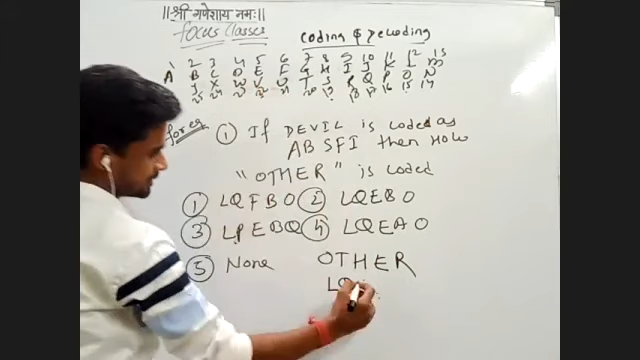 ॥ श्री गणेशाय नमः ॥
focus Classes
Coding & Decoding
1 2 3 4 5 6 7 8 9 10 11 12 13
A B C D E F G H I J K L M
Z Y X W V U T S R Q P O N
26 25 24 23 22 21 20 19 18 17 16 15 14
① If DEVIL is coded as
ABSFI then How
"OTHER" is coded
① LQFBO ② LQEBO
③ LPEBQ ④ LQEAO
⑤ None OTHER
LQ